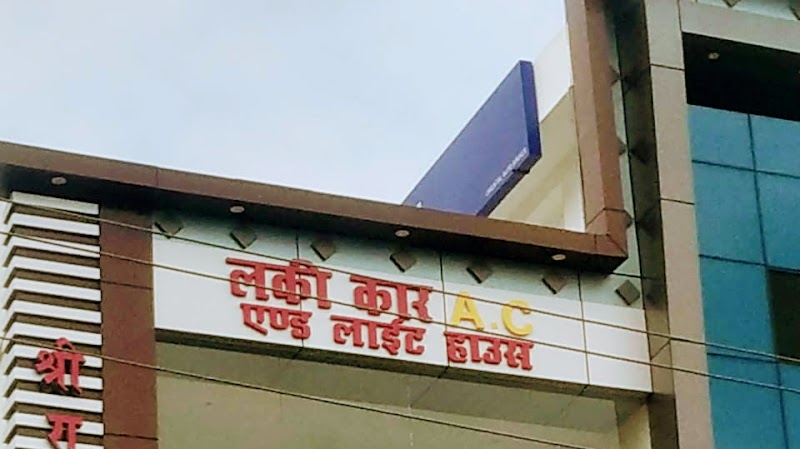 लकी कार A.C
एण्ड लाईट हाउस
श्री
रा